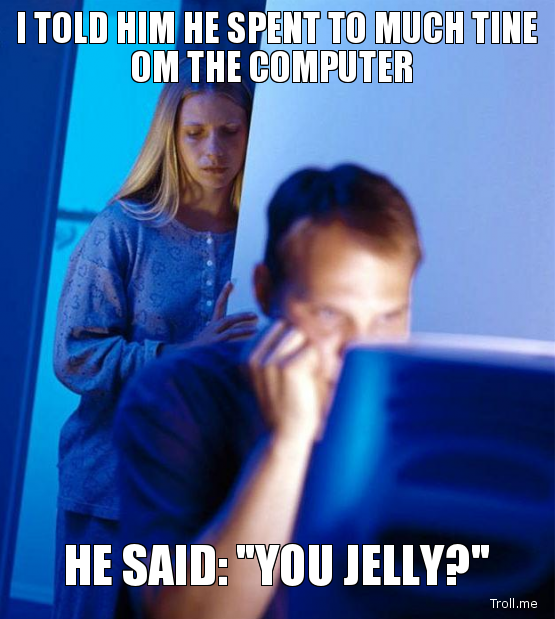 I TOLD HIM HE SPENT TO MUCH TINE
OM THE COMPUTER
HE SAID: "YOU JELLY?"
Troll.me